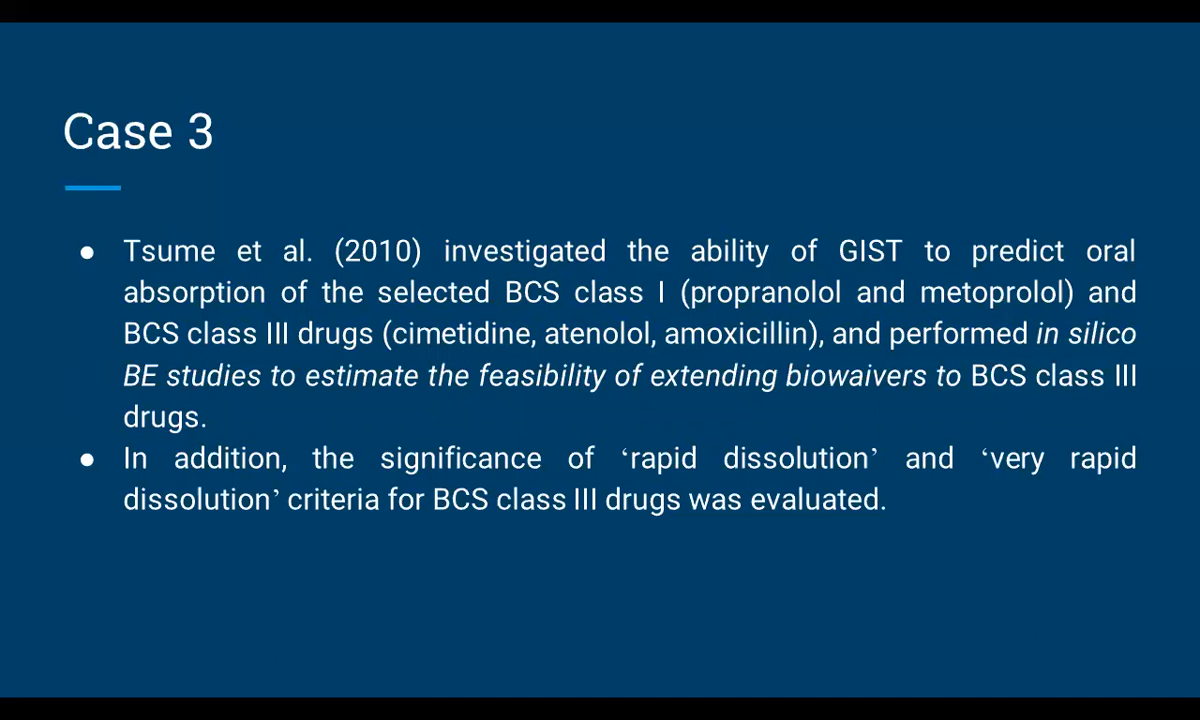 Case 3
● Tsume et al. (2010) investigated the ability of GIST to predict oral
absorption of the selected BCS class I (propranolol and metoprolol) and
BCS class III drugs (cimetidine, atenolol, amoxicillin), and performed in silico
BE studies to estimate the feasibility of extending biowaivers to BCS class III
drugs.
● In addition, the significance of ‘rapid dissolution’ and ‘very rapid
dissolution’ criteria for BCS class III drugs was evaluated.